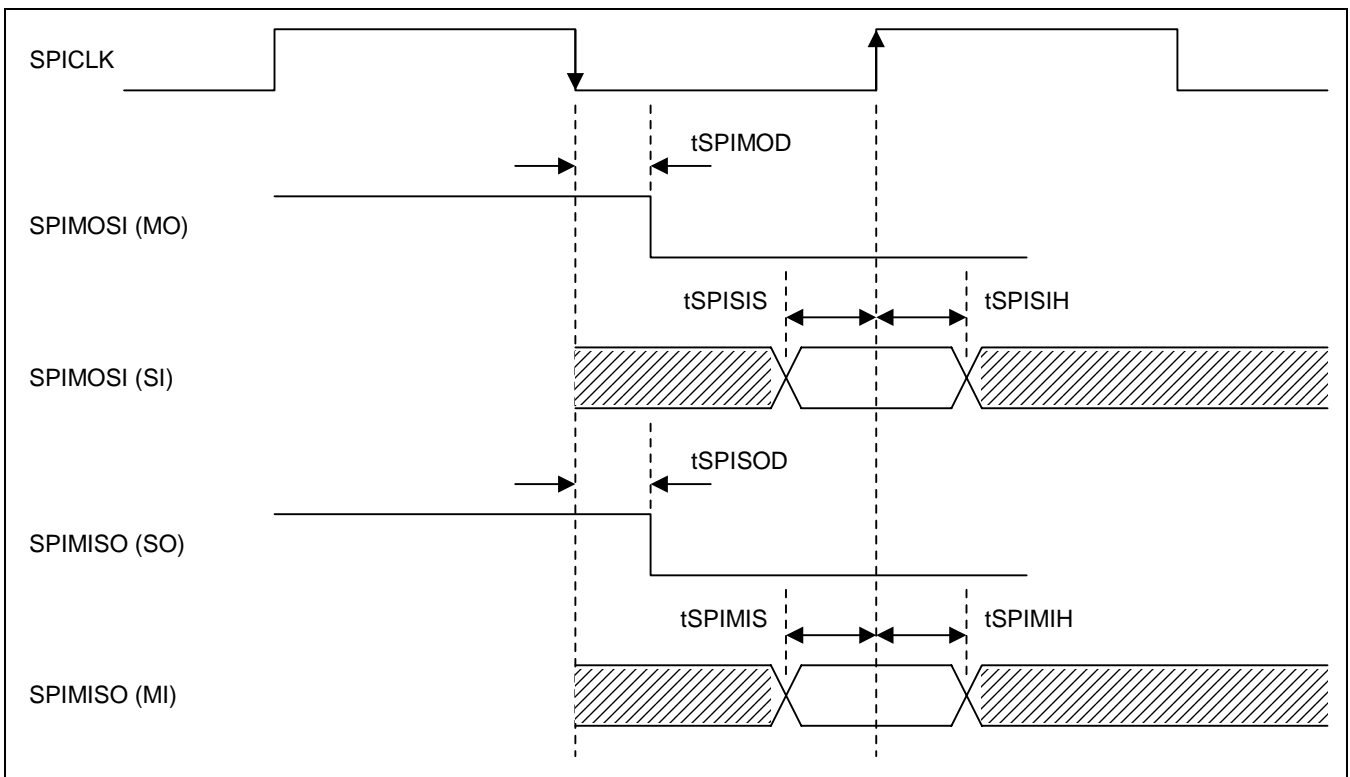 SPICLK
tSPIMOD
SPIMOSI (MO)
tSPISIS
tSPISIH
SPIMOSI (SI)
tSPISOD
SPIMISO (SO)
tSPIMIS
tSPIMIH
SPIMISO (MI)